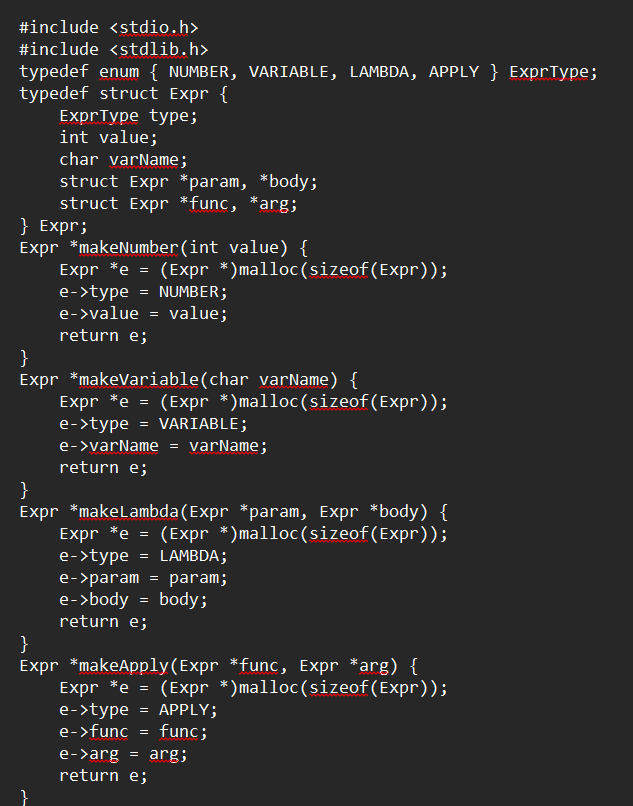 #include <stdio.h>
#include <stdlib.h>
typedef enum { NUMBER, VARIABLE, LAMBDA, APPLY } ExprType;
typedef struct Expr {
    ExprType type;
    int value;
    char varName;
    struct Expr *param, *body;
    struct Expr *func, *arg;
} Expr;
Expr *makeNumber(int value) {
    Expr *e = (Expr *)malloc(sizeof(Expr));
    e->type = NUMBER;
    e->value = value;
    return e;
}
Expr *makeVariable(char varName) {
    Expr *e = (Expr *)malloc(sizeof(Expr));
    e->type = VARIABLE;
    e->varName = varName;
    return e;
}
Expr *makeLambda(Expr *param, Expr *body) {
    Expr *e = (Expr *)malloc(sizeof(Expr));
    e->type = LAMBDA;
    e->param = param;
    e->body = body;
    return e;
}
Expr *makeApply(Expr *func, Expr *arg) {
    Expr *e = (Expr *)malloc(sizeof(Expr));
    e->type = APPLY;
    e->func = func;
    e->arg = arg;
    return e;
}